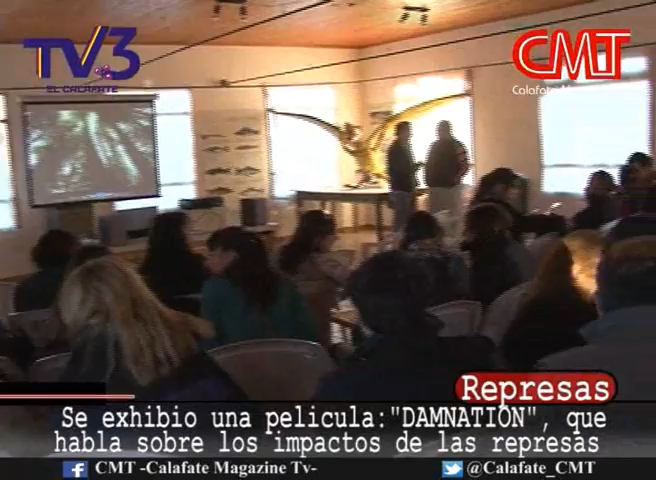 TV3
EL CALAFATE
CMT
Calafate
Represas
Se exhibio una pelicula:"DAMNATION", que
habla sobre los impactos de las represas
CMT -Calafate Magazine Tv-
@Calafate_CMT